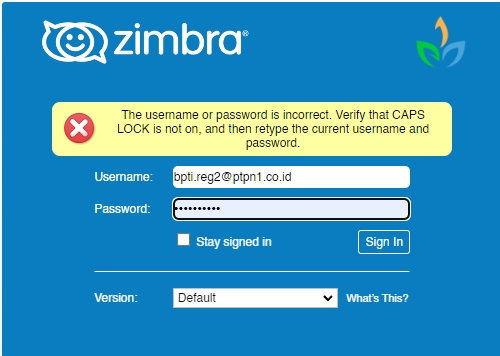 zimbra®
The username or password is incorrect. Verify that CAPS
LOCK is not on, and then retype the current username and
password.
Username: bpti.reg2@ptpn1.co.id
Password: ••••••••••
Stay signed in Sign In
Version: Default What's This?